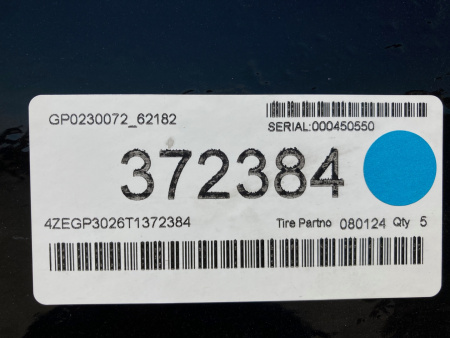 GP0230072_62182
SERIAL:000450550
372384
4ZEGP3026T1372384 Tire Partno 080124 Qty 5